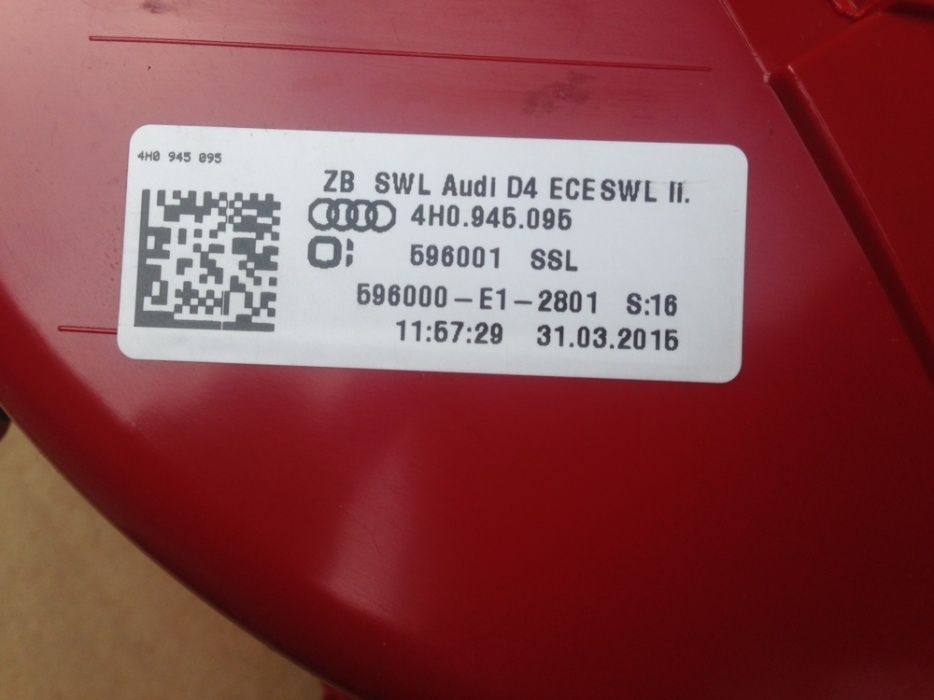 4H0 945 095
ZB SWL Audi D4 ECE SWL li.
4H0.945.095
596001 SSL
596000-E1-2801 S:16
11:57:29 31.03.2015